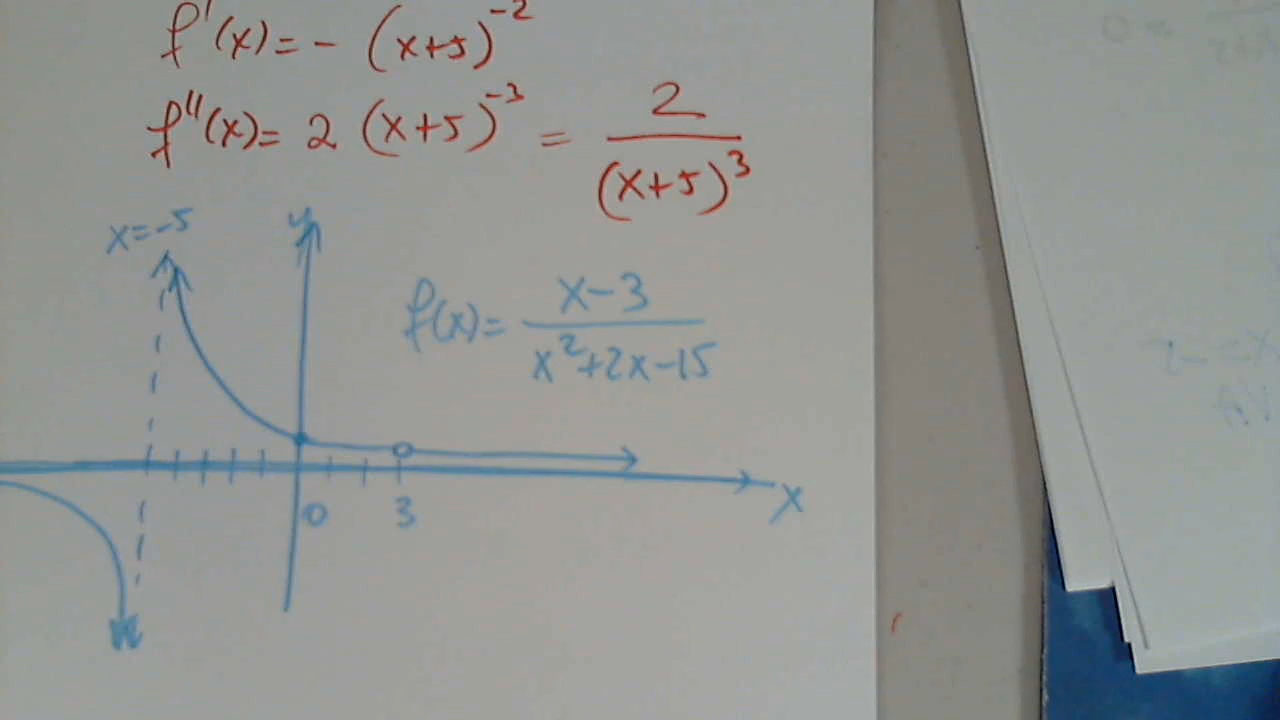 f'(x) = - (x+5)^-2
f''(x) = 2 (x+5)^-3 = 2/(x+5)^3
x=-5
y
f(x) = (x-3)/(x^2+2x-15)
0 3 X